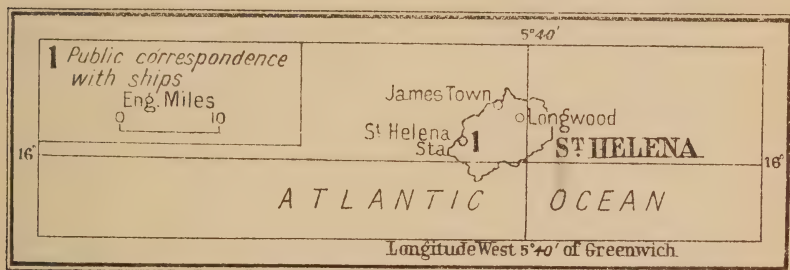 5°40′
1 Public correspondence
with ships
Eng. Miles
0 10
James Town
Longwood
St Helena
Sta
1
ST HELENA
16°
16°
ATLANTIC OCEAN
Longitude West 5°40′ of Greenwich